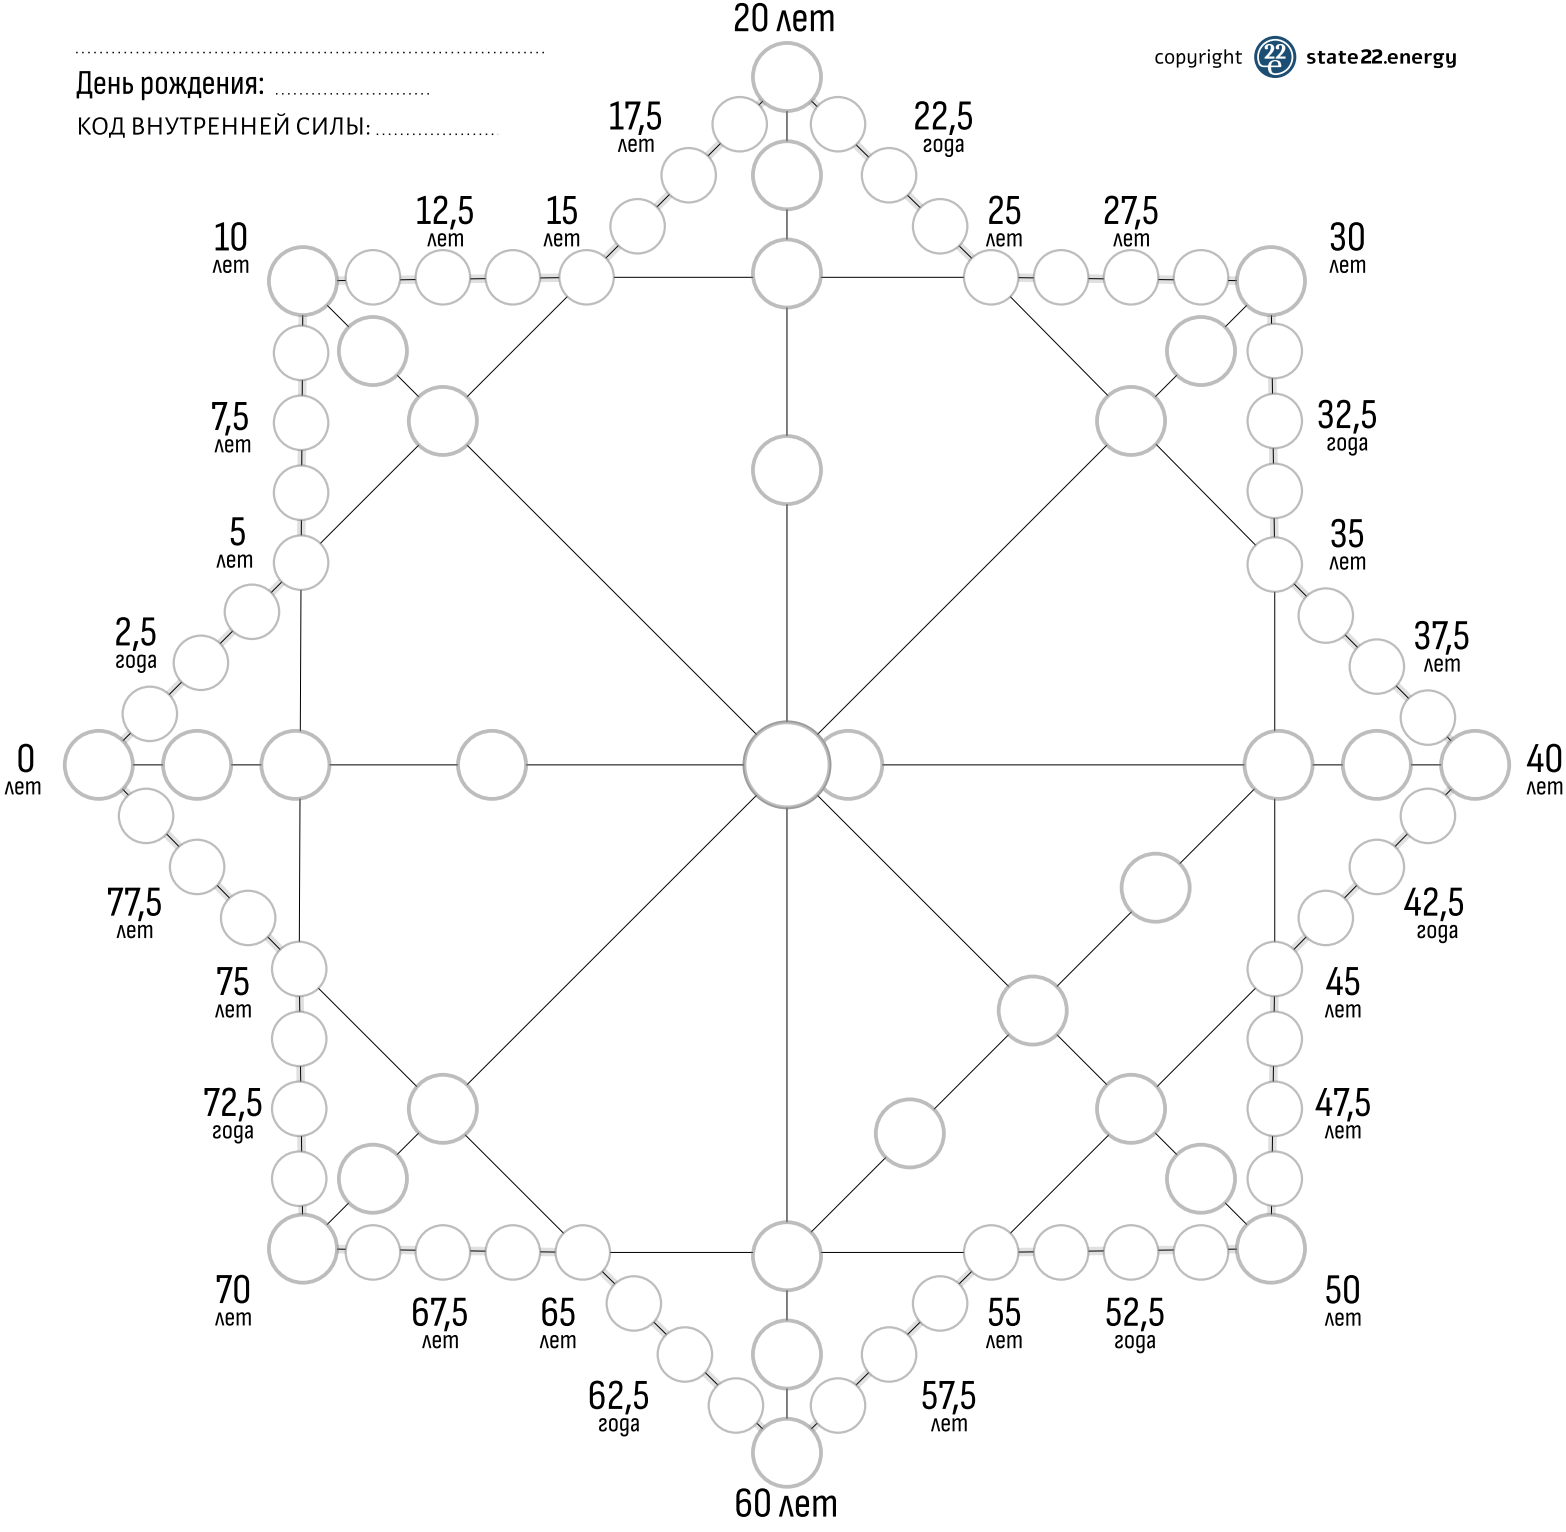 20 лет
copyright 22e state22.energy
День рождения:
КОД ВНУТРЕННЕЙ СИЛЫ:
17,5
лет
22,5
года
12,5
лет
15
лет
25
лет
27,5
лет
10
лет
30
лет
7,5
лет
32,5
года
5
лет
35
лет
2,5
года
37,5
лет
0
лет
40
лет
77,5
лет
42,5
года
75
лет
45
лет
72,5
года
47,5
лет
70
лет
50
лет
67,5
лет
65
лет
55
лет
52,5
года
62,5
года
57,5
лет
60 лет